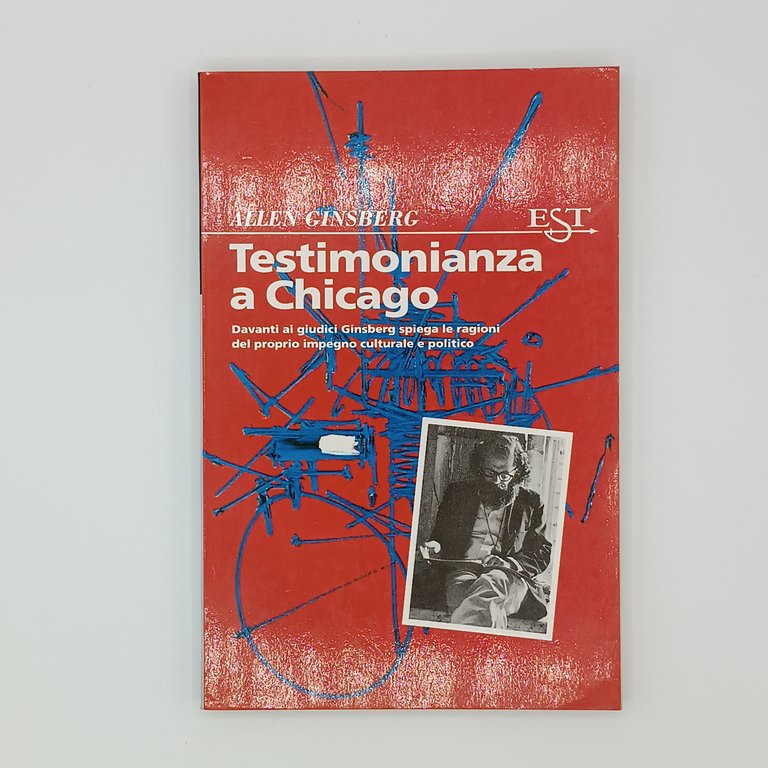 ALLEN GINSBERG
EST
Testimonianza
a Chicago
Davanti ai giudici Ginsberg spiega le ragioni
del proprio impegno culturale e politico